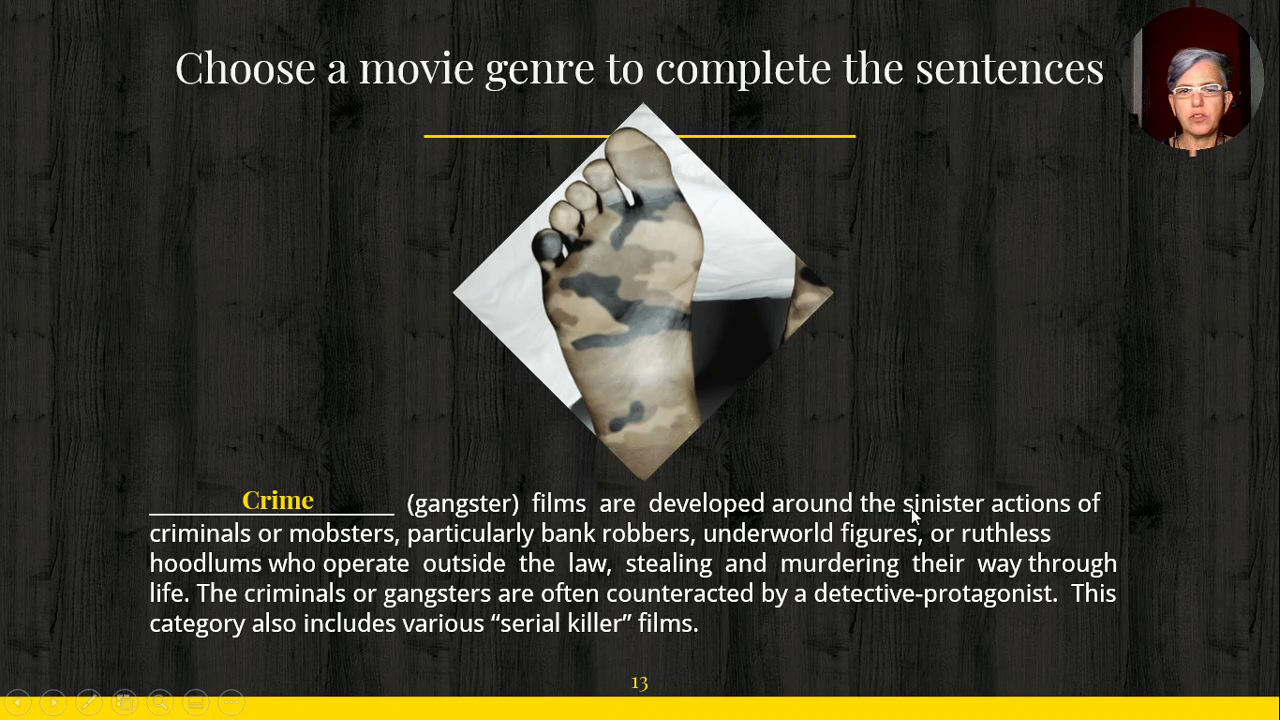 Choose a movie genre to complete the sentences
Crime (gangster) films are developed around the sinister actions of
criminals or mobsters, particularly bank robbers, underworld figures, or ruthless
hoodlums who operate outside the law, stealing and murdering their way through
life. The criminals or gangsters are often counteracted by a detective-protagonist. This
category also includes various “serial killer” films.
13